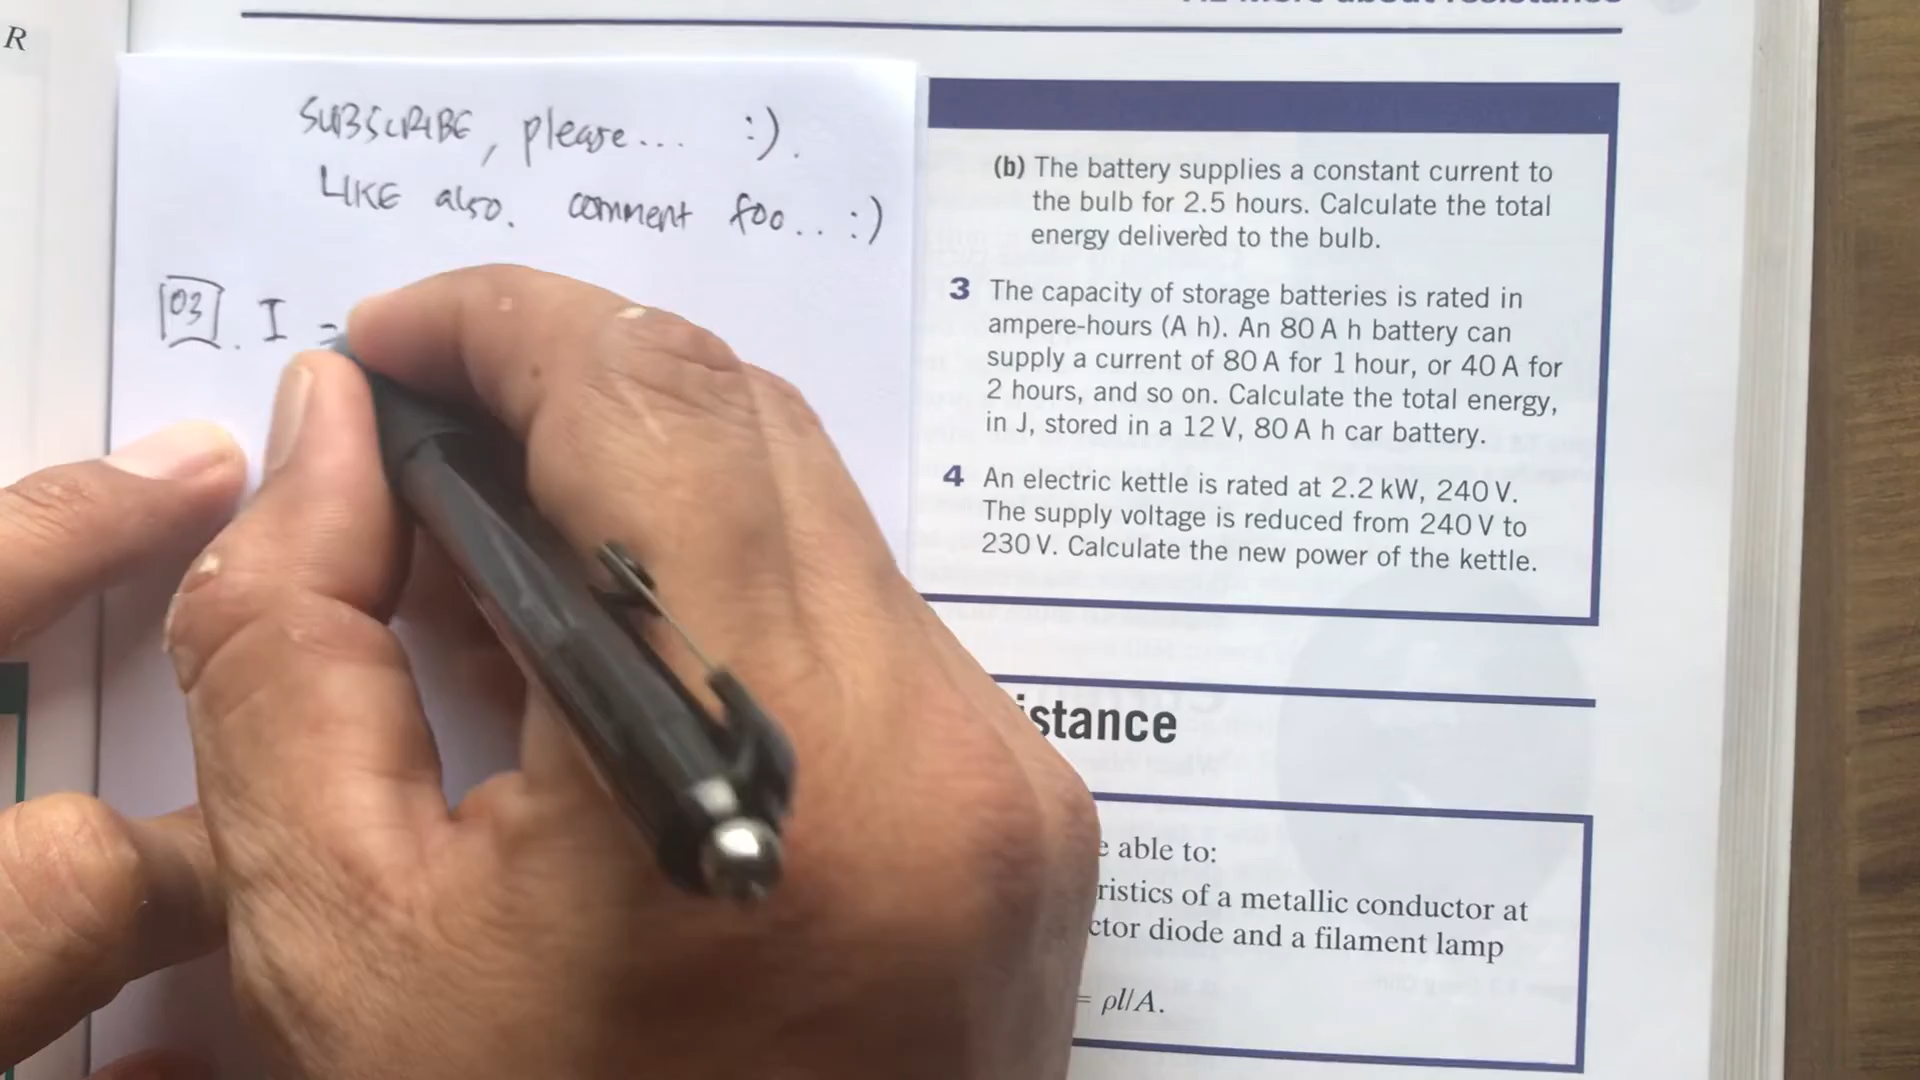 R
SUBSCRIBE, please... :).
LIKE also. comment foo.. :)
03. I =
(b) The battery supplies a constant current to
the bulb for 2.5 hours. Calculate the total
energy delivered to the bulb.
3 The capacity of storage batteries is rated in
ampere-hours (A h). An 80 A h battery can
supply a current of 80 A for 1 hour, or 40 A for
2 hours, and so on. Calculate the total energy,
in J, stored in a 12 V, 80 A h car battery.
4 An electric kettle is rated at 2.2 kW, 240 V.
The supply voltage is reduced from 240 V to
230 V. Calculate the new power of the kettle.
istance
e able to:
ristics of a metallic conductor at
ctor diode and a filament lamp
= ρl/A.